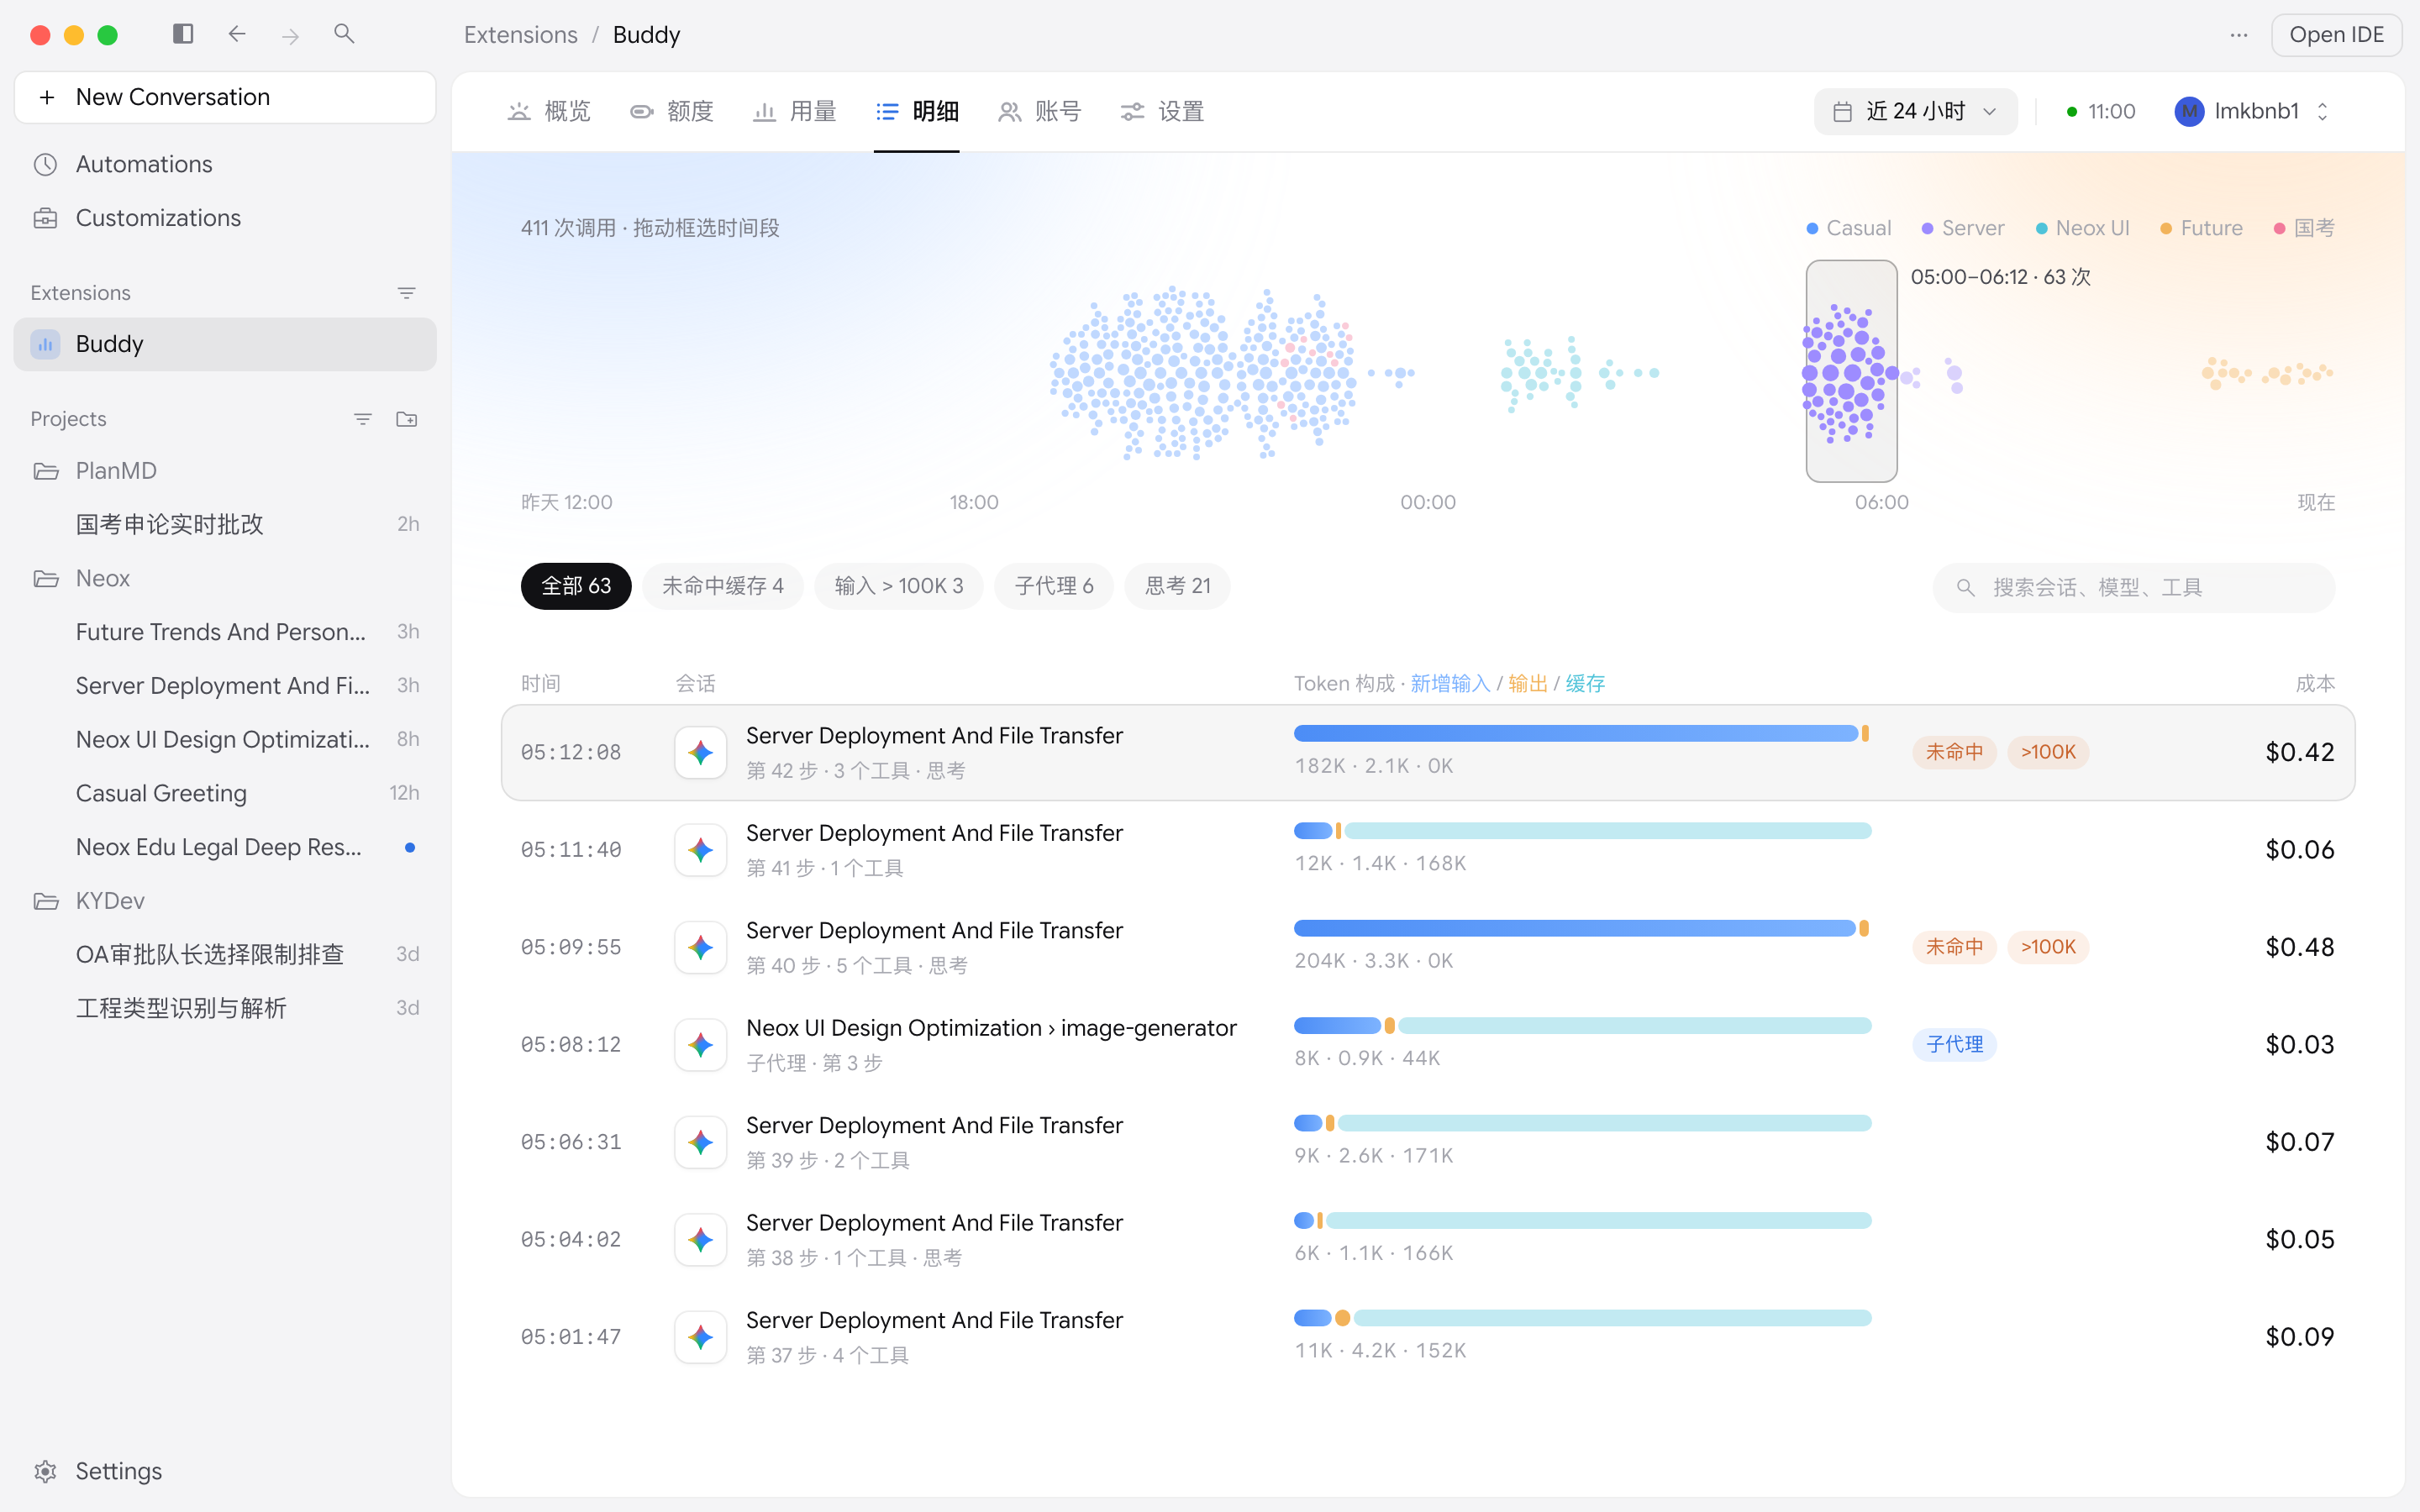 Extensions / Buddy
Open IDE
New Conversation
Automations
Customizations
Extensions
Buddy
Projects
PlanMD
国考申论实时批改 2h
Neox
Future Trends And Person... 3h
Server Deployment And Fi... 3h
Neox UI Design Optimizati... 8h
Casual Greeting 12h
Neox Edu Legal Deep Res...
KYDev
OA审批队长选择限制排查 3d
工程类型识别与解析 3d
Settings
概览 额度 用量 明细 账号 设置
近 24 小时 11:00 M lmkbnb1
411 次调用 · 拖动框选时间段
Casual Server Neox UI Future 国考
05:00–06:12 · 63 次
昨天 12:00 18:00 00:00 06:00 现在
全部 63 未命中缓存 4 输入 > 100K 3 子代理 6 思考 21
搜索会话、模型、工具
时间 会话 Token 构成 · 新增输入 / 输出 / 缓存 成本
05:12:08 Server Deployment And File Transfer 未命中 >100K $0.42
第 42 步 · 3 个工具 · 思考 182K · 2.1K · 0K
05:11:40 Server Deployment And File Transfer $0.06
第 41 步 · 1 个工具 12K · 1.4K · 168K
05:09:55 Server Deployment And File Transfer 未命中 >100K $0.48
第 40 步 · 5 个工具 · 思考 204K · 3.3K · 0K
05:08:12 Neox UI Design Optimization › image-generator 子代理 $0.03
子代理 · 第 3 步 8K · 0.9K · 44K
05:06:31 Server Deployment And File Transfer $0.07
第 39 步 · 2 个工具 9K · 2.6K · 171K
05:04:02 Server Deployment And File Transfer $0.05
第 38 步 · 1 个工具 · 思考 6K · 1.1K · 166K
05:01:47 Server Deployment And File Transfer $0.09
第 37 步 · 4 个工具 11K · 4.2K · 152K